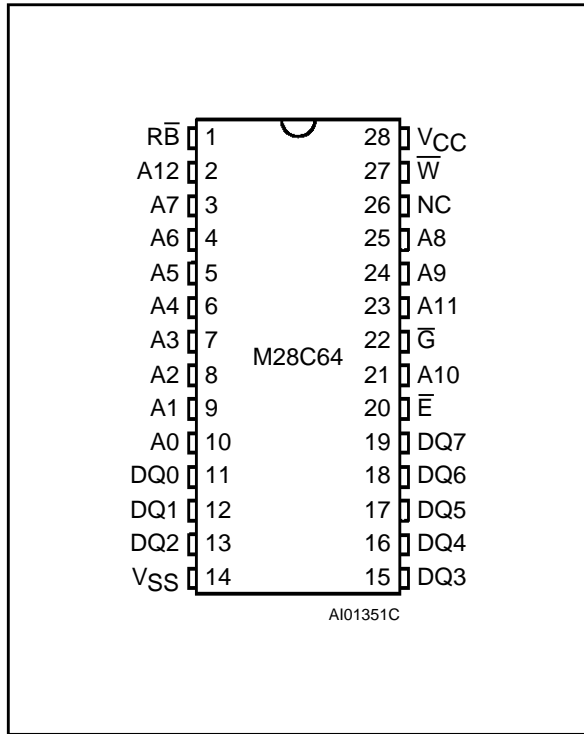 RB̅ 1 28 VCC
A12 2 27 W̅
A7 3 26 NC
A6 4 25 A8
A5 5 24 A9
A4 6 23 A11
A3 7 22 G̅
M28C64
A2 8 21 A10
A1 9 20 E̅
A0 10 19 DQ7
DQ0 11 18 DQ6
DQ1 12 17 DQ5
DQ2 13 16 DQ4
VSS 14 15 DQ3
AI01351C